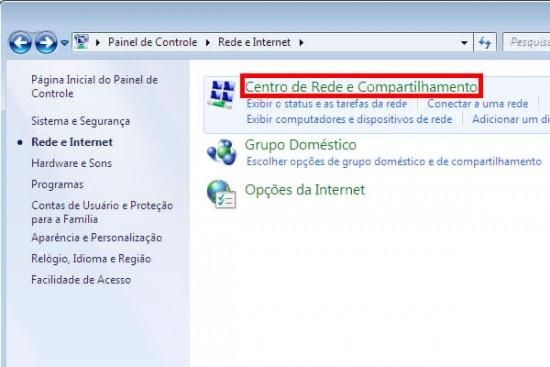 Painel de Controle ▸ Rede e Internet ▸
Pesquis
Página Inicial do Painel de
Controle
Sistema e Segurança
Rede e Internet
Hardware e Sons
Programas
Contas de Usuário e Proteção
para a Família
Aparência e Personalização
Relógio, Idioma e Região
Facilidade de Acesso
Centro de Rede e Compartilhamento
Exibir o status e as tarefas da rede | Conectar a uma rede |
Exibir computadores e dispositivos de rede | Adicionar um di
Grupo Doméstico
Escolher opções de grupo doméstico e de compartilhamento
Opções da Internet